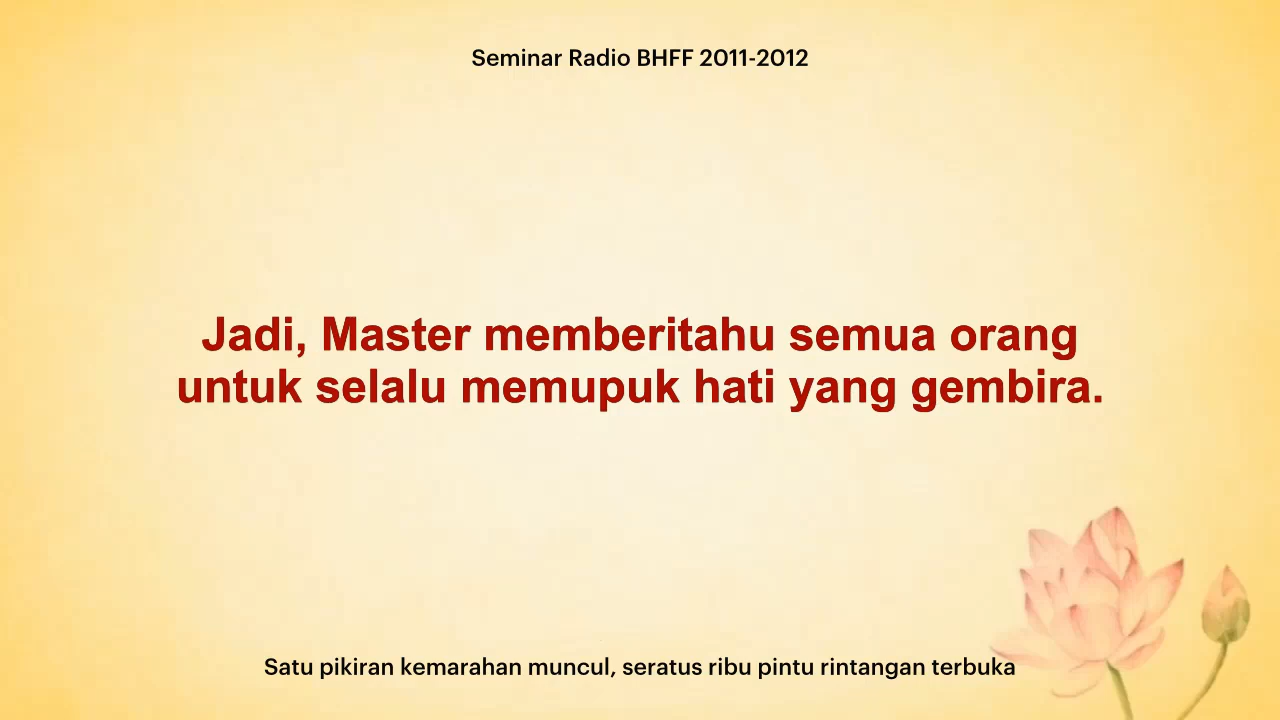 Seminar Radio BHFF 2011-2012
Jadi, Master memberitahu semua orang
untuk selalu memupuk hati yang gembira.
Satu pikiran kemarahan muncul, seratus ribu pintu rintangan terbuka